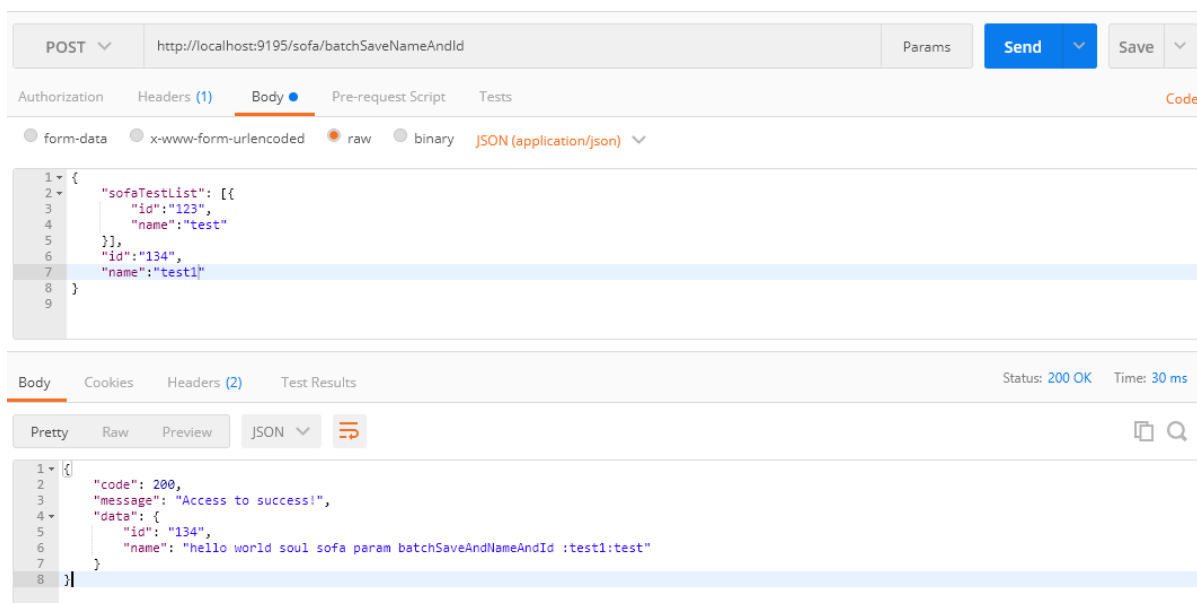 POST http://localhost:9195/sofa/batchSaveNameAndId Params Send Save
Authorization Headers (1) Body Pre-request Script Tests Code
form-data x-www-form-urlencoded raw binary JSON (application/json)
1 {
2 "sofaTestList": [{
3 "id":"123",
4 "name":"test"
5 }],
6 "id":"134",
7 "name":"test1"
8 }
9
Body Cookies Headers (2) Test Results Status: 200 OK Time: 30 ms
Pretty Raw Preview JSON
1 {
2 "code": 200,
3 "message": "Access to success!",
4 "data": {
5 "id": "134",
6 "name": "hello world soul sofa param batchSaveAndNameAndId :test1:test"
7 }
8 }